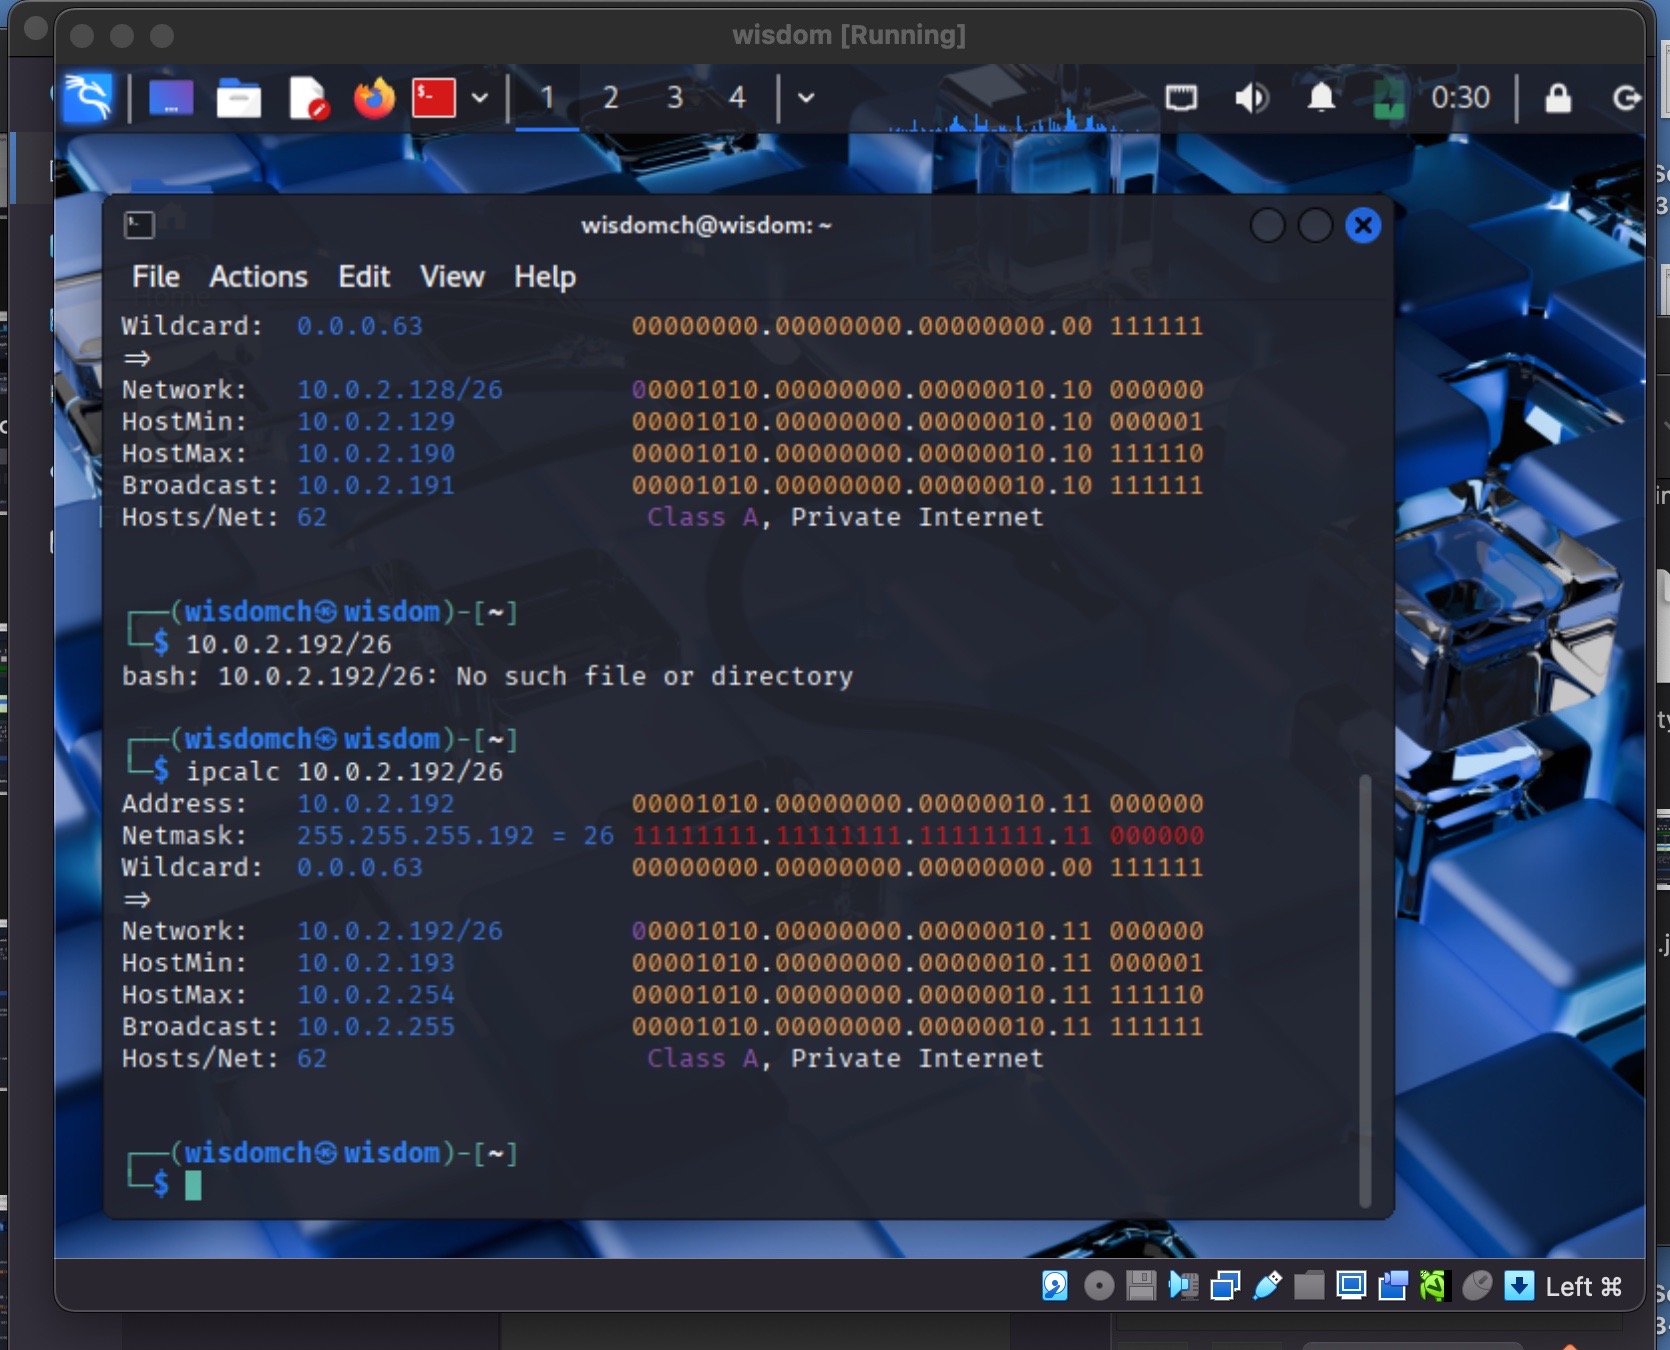 wisdom [Running]
1 2 3 4 0:30
wisdomch@wisdom: ~
File Actions Edit View Help
Wildcard: 0.0.0.63 00000000.00000000.00000000.00 111111
⇒
Network: 10.0.2.128/26 00001010.00000000.00000010.10 000000
HostMin: 10.0.2.129 00001010.00000000.00000010.10 000001
HostMax: 10.0.2.190 00001010.00000000.00000010.10 111110
Broadcast: 10.0.2.191 00001010.00000000.00000010.10 111111
Hosts/Net: 62 Class A, Private Internet
┌──(wisdomch㉿wisdom)-[~]
└─$ 10.0.2.192/26
bash: 10.0.2.192/26: No such file or directory
┌──(wisdomch㉿wisdom)-[~]
└─$ ipcalc 10.0.2.192/26
Address: 10.0.2.192 00001010.00000000.00000010.11 000000
Netmask: 255.255.255.192 = 26 11111111.11111111.11111111.11 000000
Wildcard: 0.0.0.63 00000000.00000000.00000000.00 111111
⇒
Network: 10.0.2.192/26 00001010.00000000.00000010.11 000000
HostMin: 10.0.2.193 00001010.00000000.00000010.11 000001
HostMax: 10.0.2.254 00001010.00000000.00000010.11 111110
Broadcast: 10.0.2.255 00001010.00000000.00000010.11 111111
Hosts/Net: 62 Class A, Private Internet
┌──(wisdomch㉿wisdom)-[~]
└─$
Left ⌘